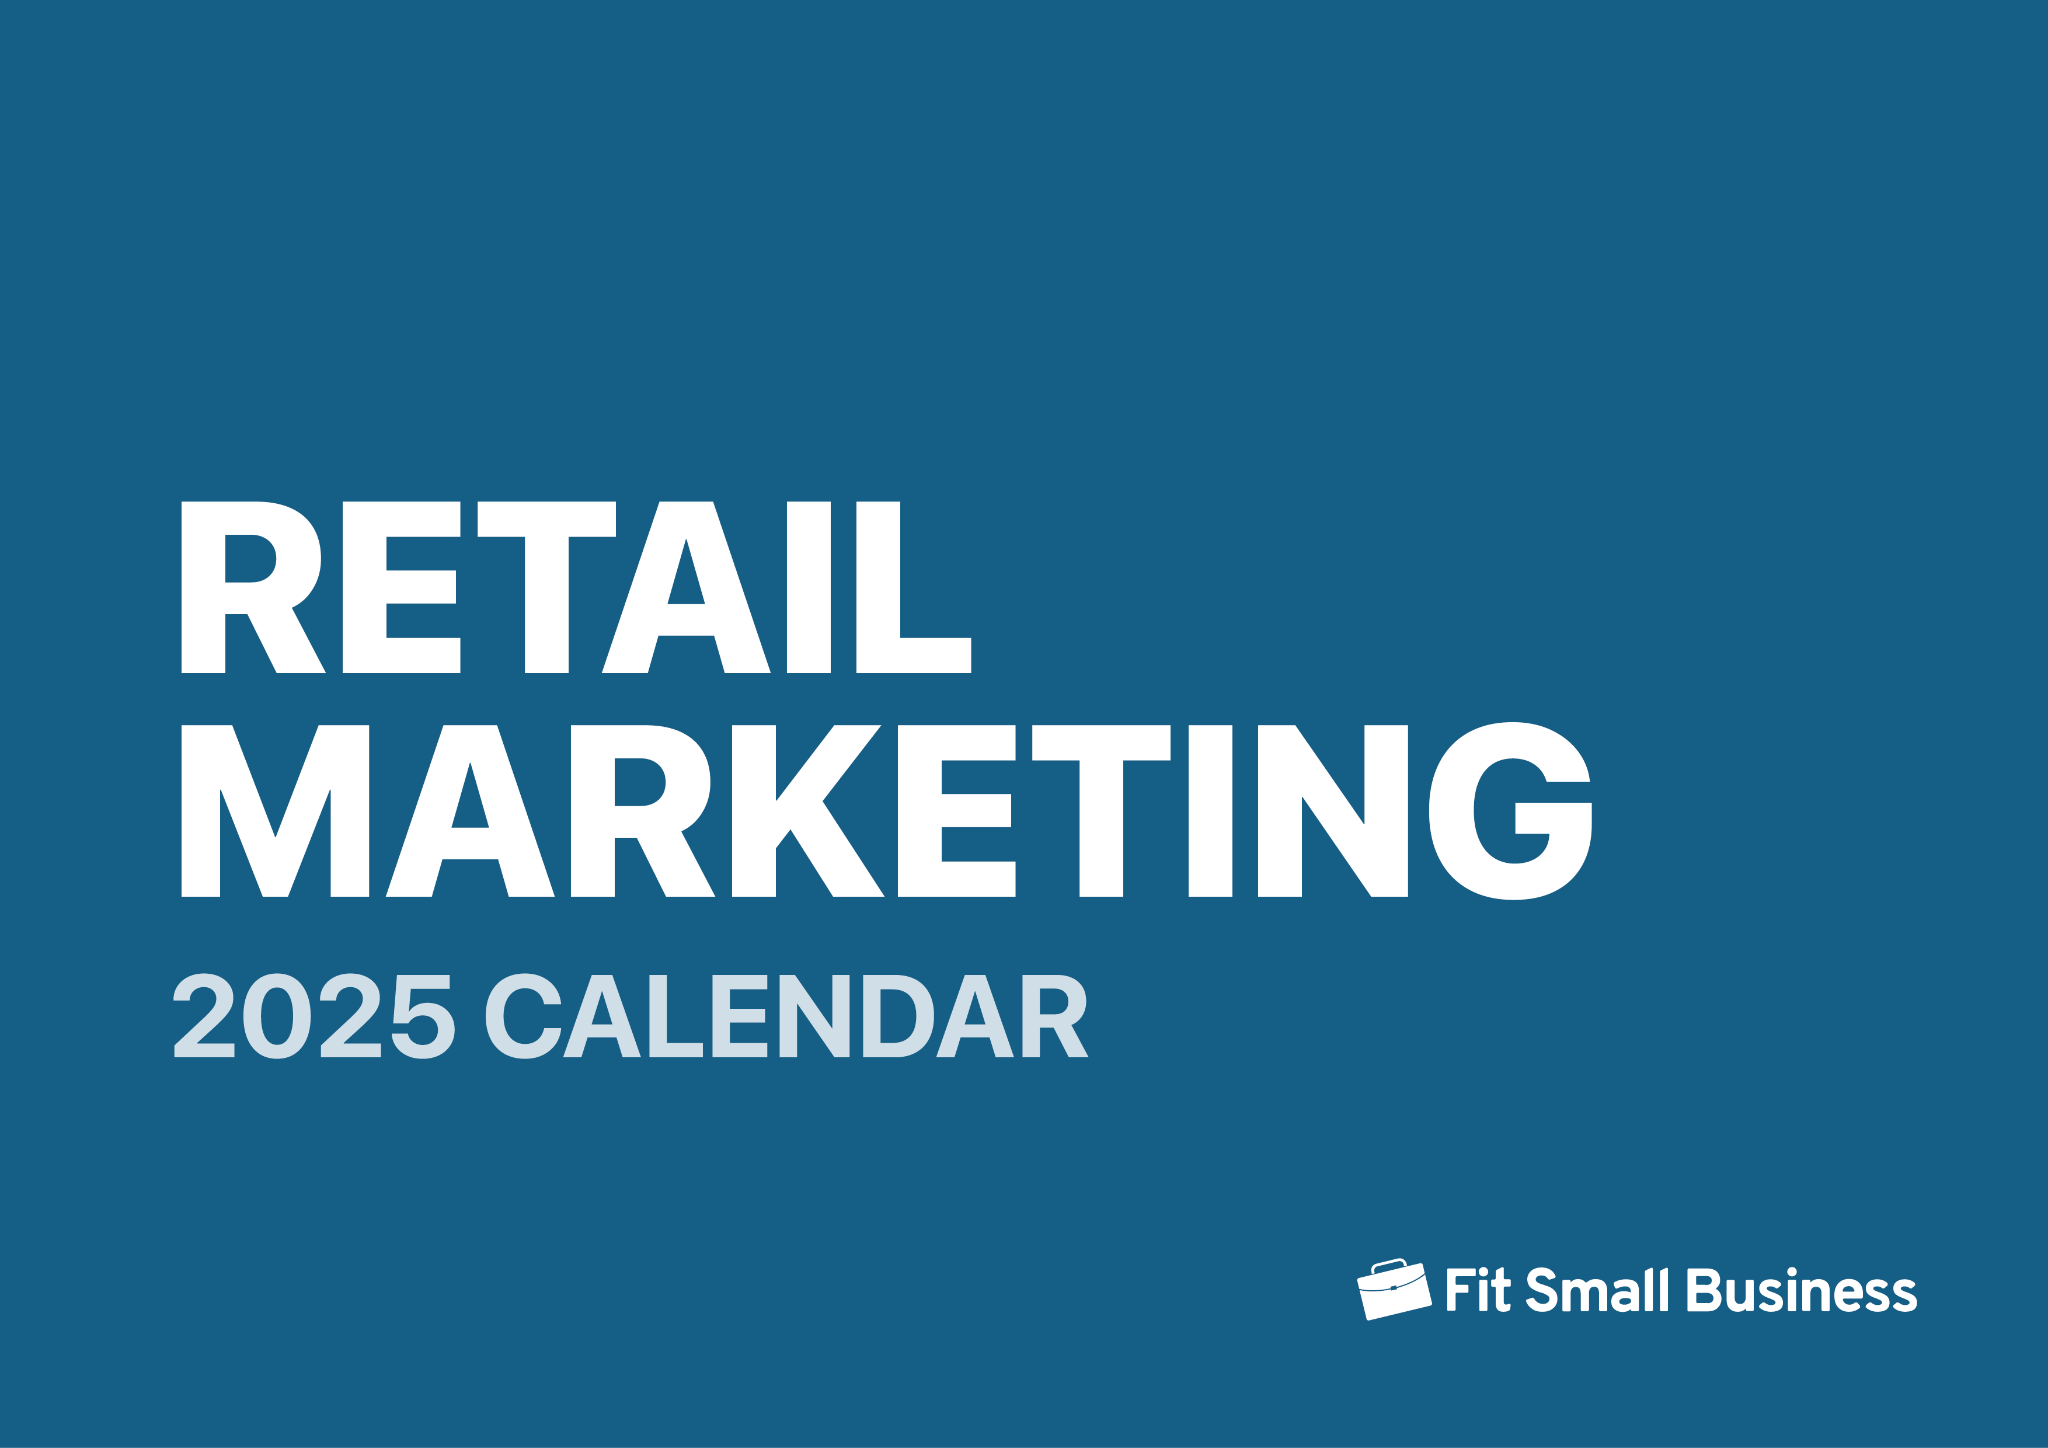 RETAIL
MARKETING
2025 CALENDAR
Fit Small Business